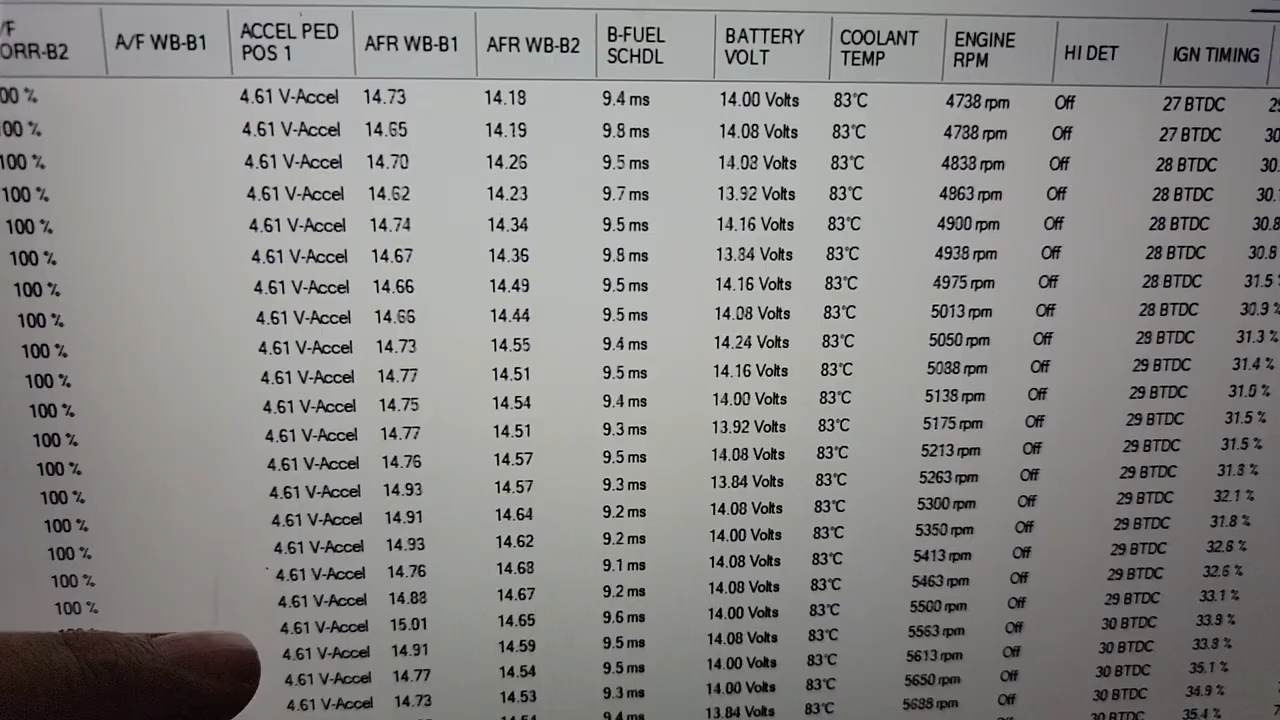 /F ORR-B2 A/F WB-B1 ACCEL PED POS 1 AFR WB-B1 AFR WB-B2 B-FUEL SCHDL BATTERY VOLT COOLANT TEMP ENGINE RPM HI DET IGN TIMING
00 % 4.61 V-Accel 14.73 14.18 9.4 ms 14.00 Volts 83°C 4738 rpm Off 27 BTDC 29
00 % 4.61 V-Accel 14.65 14.19 9.8 ms 14.08 Volts 83°C 4738 rpm Off 27 BTDC 30
100 % 4.61 V-Accel 14.70 14.26 9.5 ms 14.08 Volts 83°C 4838 rpm Off 28 BTDC 30.
100 % 4.61 V-Accel 14.62 14.23 9.7 ms 13.92 Volts 83°C 4863 rpm Off 28 BTDC 30.
100 % 4.61 V-Accel 14.74 14.34 9.5 ms 14.16 Volts 83°C 4900 rpm Off 28 BTDC 30.8
100 % 4.61 V-Accel 14.67 14.36 9.8 ms 13.84 Volts 83°C 4938 rpm Off 28 BTDC 30.8
100 % 4.61 V-Accel 14.66 14.49 9.5 ms 14.16 Volts 83°C 4975 rpm Off 28 BTDC 31.5 %
100 % 4.61 V-Accel 14.66 14.44 9.5 ms 14.08 Volts 83°C 5013 rpm Off 28 BTDC 30.9 %
100 % 4.61 V-Accel 14.73 14.55 9.4 ms 14.24 Volts 83°C 5050 rpm Off 29 BTDC 31.3 %
100 % 4.61 V-Accel 14.77 14.51 9.5 ms 14.16 Volts 83°C 5088 rpm Off 29 BTDC 31.4 %
100 % 4.61 V-Accel 14.75 14.54 9.4 ms 14.00 Volts 83°C 5138 rpm Off 29 BTDC 31.6 %
100 % 4.61 V-Accel 14.77 14.51 9.3 ms 13.92 Volts 83°C 5175 rpm Off 29 BTDC 31.5 %
100 % 4.61 V-Accel 14.76 14.57 9.5 ms 14.08 Volts 83°C 5213 rpm Off 29 BTDC 31.5 %
100 % 4.61 V-Accel 14.93 14.57 9.3 ms 13.84 Volts 83°C 5263 rpm Off 29 BTDC 31.8 %
100 % 4.61 V-Accel 14.91 14.64 9.2 ms 14.08 Volts 83°C 5300 rpm Off 29 BTDC 32.1 %
100 % 4.61 V-Accel 14.93 14.62 9.2 ms 14.00 Volts 83°C 5350 rpm Off 29 BTDC 31.8 %
100 % 4.61 V-Accel 14.76 14.68 9.1 ms 14.08 Volts 83°C 5413 rpm Off 29 BTDC 32.6 %
100 % 4.61 V-Accel 14.88 14.67 9.2 ms 14.08 Volts 83°C 5463 rpm Off 29 BTDC 32.6 %
4.61 V-Accel 15.01 14.65 9.6 ms 14.00 Volts 83°C 5500 rpm Off 29 BTDC 33.1 %
4.61 V-Accel 14.91 14.59 9.5 ms 14.08 Volts 83°C 5563 rpm Off 30 BTDC 33.9 %
4.61 V-Accel 14.77 14.54 9.5 ms 14.00 Volts 83°C 5613 rpm Off 30 BTDC 33.8 %
4.61 V-Accel 14.73 14.53 9.3 ms 14.00 Volts 83°C 5650 rpm Off 30 BTDC 35.1 %
9.4 ms 13.84 Volts 83°C 5688 rpm Off 30 BTDC 34.9 %
30 BTDC 35.4 %